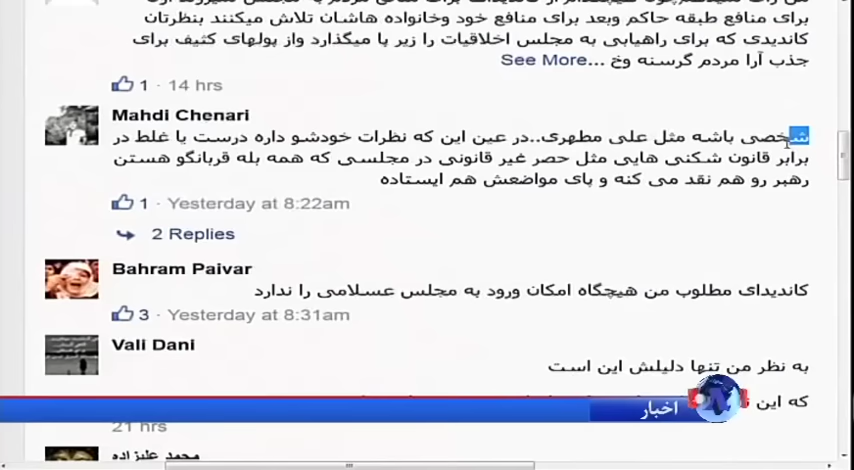 برای منافع طبقه حاکم وبعد برای منافع خود وخانواده هاشان تلاش میکنند بنظرتان
کاندیدی که برای راهیابی به مجلس اخلاقیات را زیر پا میگذارد واز پولهای کثیف برای
جذب آرا مردم گرسنه وخ... See More
1 · 14 hrs
Mahdi Chenari
شخصی باشه مثل علی مطهری..در عین این که نظرات خودشو داره درست یا غلط در
برابر قانون شکنی هایی مثل حصر غیر قانونی در مجلسی که همه بله قربانگو هستن
رهبر رو هم نقد می کنه و پای مواضعش هم ایستاده
1 · Yesterday at 8:22am
2 Replies
Bahram Paivar
کاندیدای مطلوب من هیچگاه امکان ورود به مجلس عسلامی را ندارد
3 · Yesterday at 8:31am
Vali Dani
به نظر من تنها دلیلش این است
که این
اخبار
21 hrs
محمد علیزاده